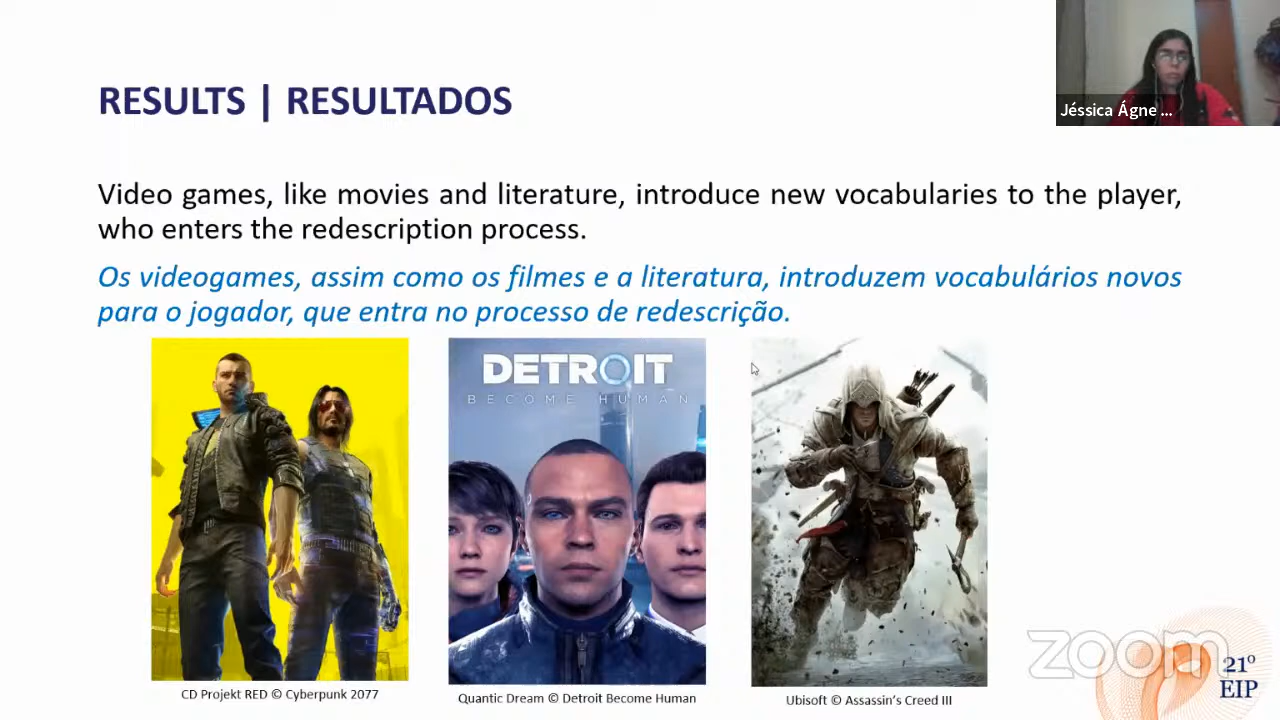 RESULTS | RESULTADOS
Jéssica Ágne ...
Video games, like movies and literature, introduce new vocabularies to the player,
who enters the redescription process.
Os videogames, assim como os filmes e a literatura, introduzem vocabulários novos
para o jogador, que entra no processo de redescrição.
DETROIT
BECOME HUMAN
CD Projekt RED © Cyberpunk 2077
Quantic Dream © Detroit Become Human
Ubisoft © Assassin's Creed III
zoom
21º
EIP